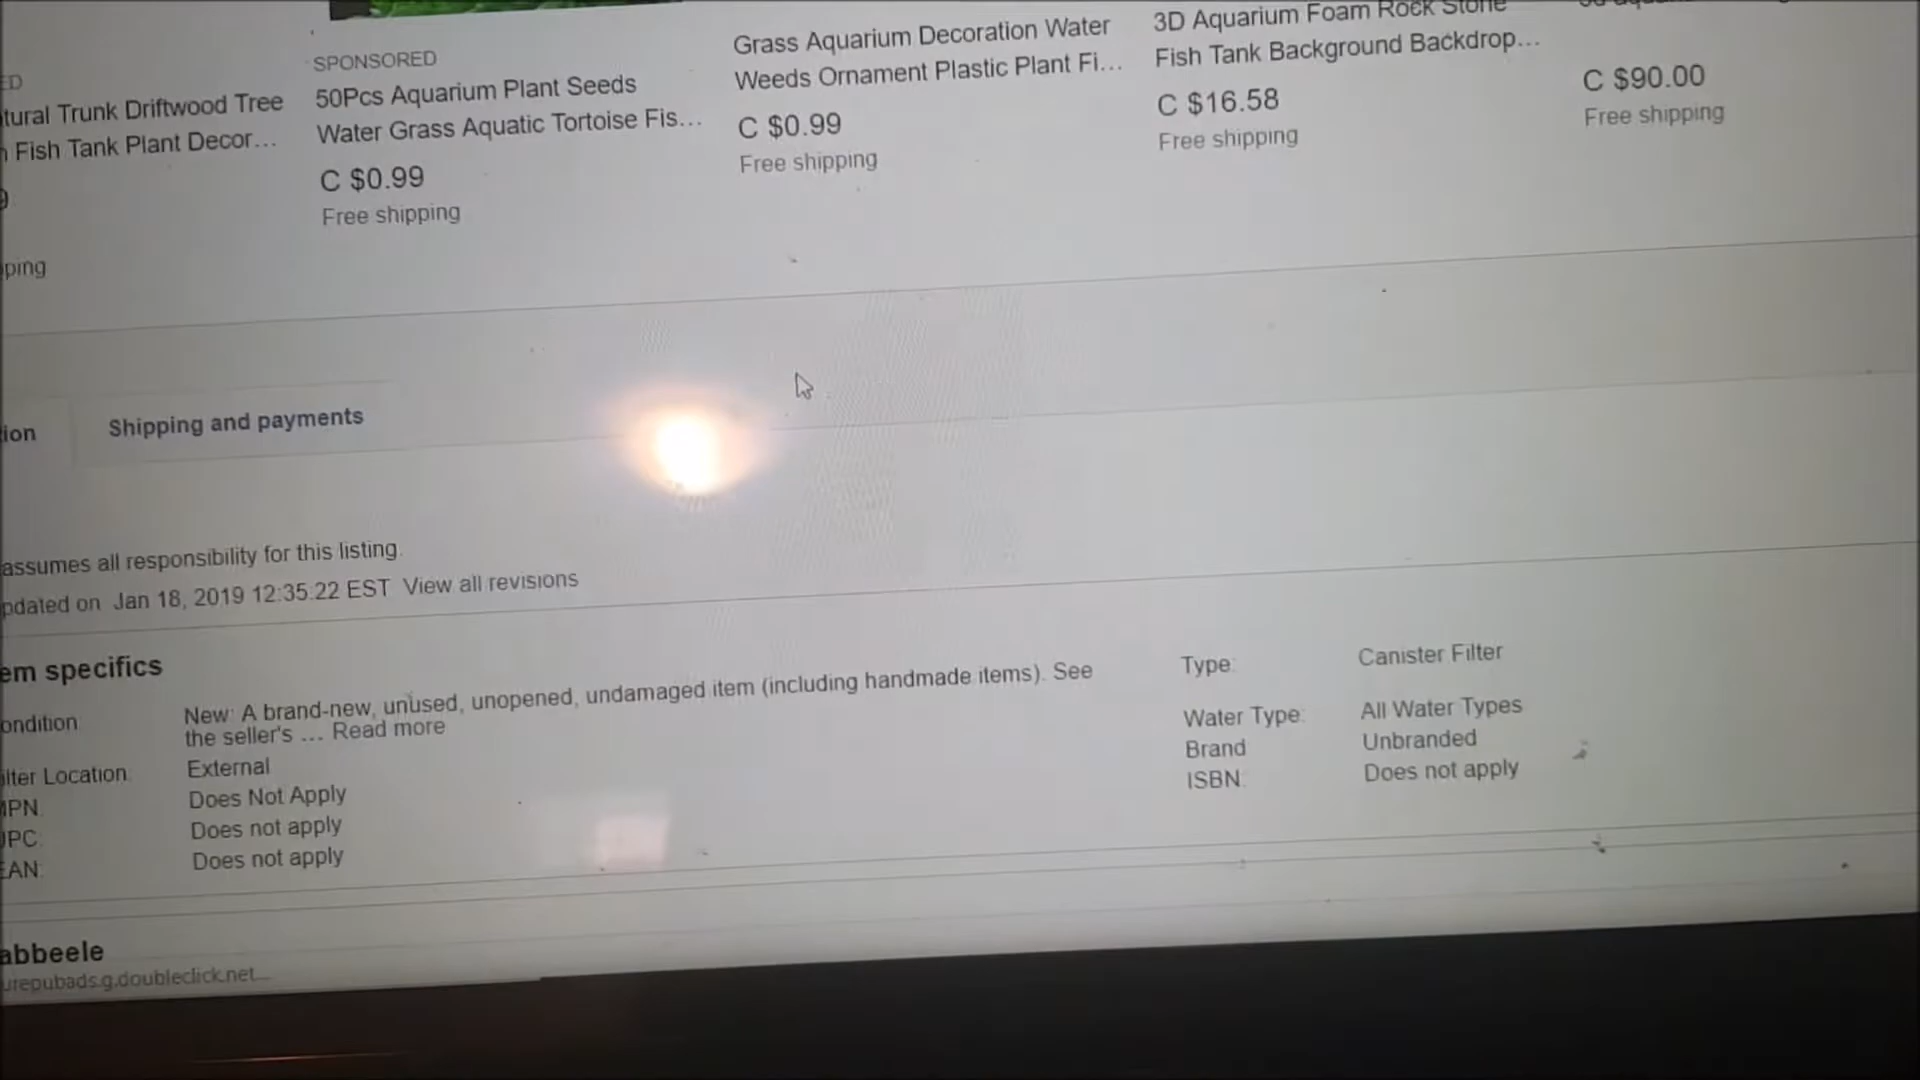 tural Trunk Driftwood Tree
Fish Tank Plant Decor...
ping
SPONSORED
50Pcs Aquarium Plant Seeds
Water Grass Aquatic Tortoise Fis...
C $0.99
Free shipping
Grass Aquarium Decoration Water
Weeds Ornament Plastic Plant Fi...
C $0.99
Free shipping
3D Aquarium Foam Rock Stone
Fish Tank Background Backdrop...
C $16.58
Free shipping
C $90.00
Free shipping
ion
Shipping and payments
assumes all responsibility for this listing.
pdated on Jan 18, 2019 12:35:22 EST View all revisions
em specifics
ondition
New: A brand-new, unused, unopened, undamaged item (including handmade items). See
the seller's ... Read more
ilter Location:
External
MPN:
Does Not Apply
UPC:
Does not apply
EAN:
Does not apply
Type:
Canister Filter
Water Type:
All Water Types
Brand
Unbranded
ISBN:
Does not apply
abbeele
urepubads.g.doubleclick.net...